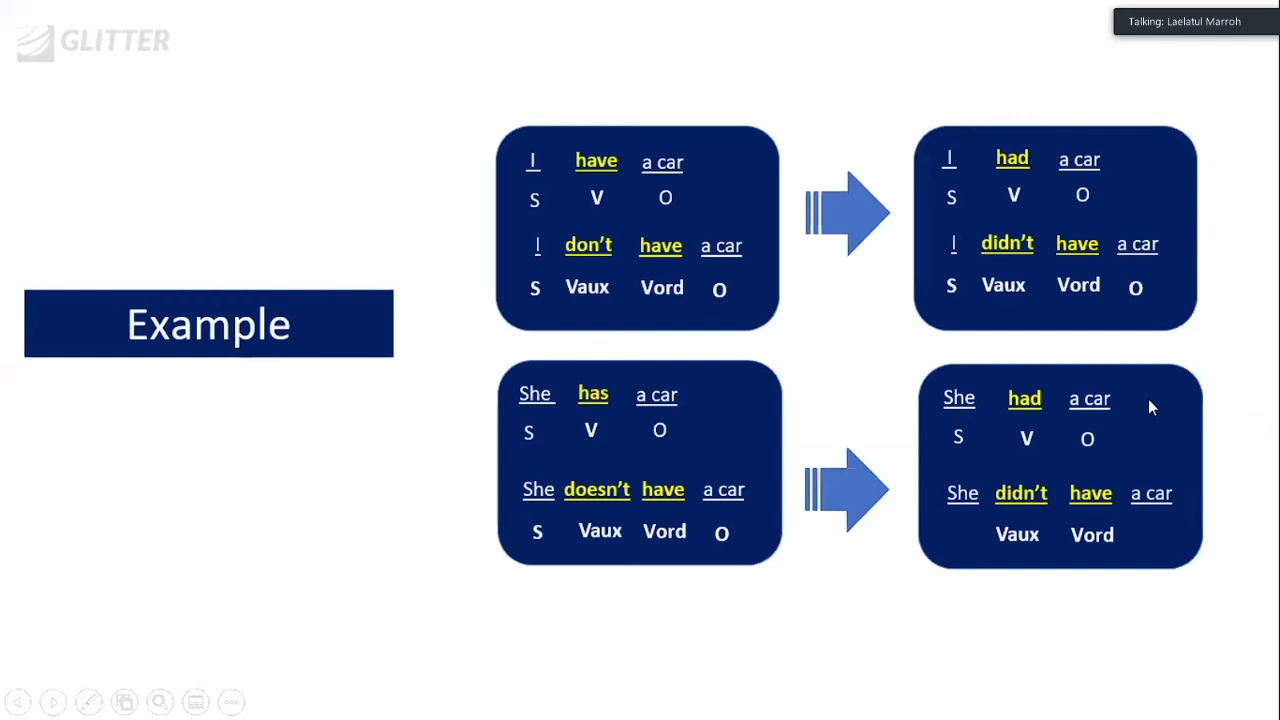 GLITTER
Talking: Laelatul Marroh
Example
I have a car
S V O
I don't have a car
S Vaux Vord O
I had a car
S V O
I didn't have a car
S Vaux Vord O
She has a car
S V O
She doesn't have a car
S Vaux Vord O
She had a car
S V O
She didn't have a car
Vaux Vord